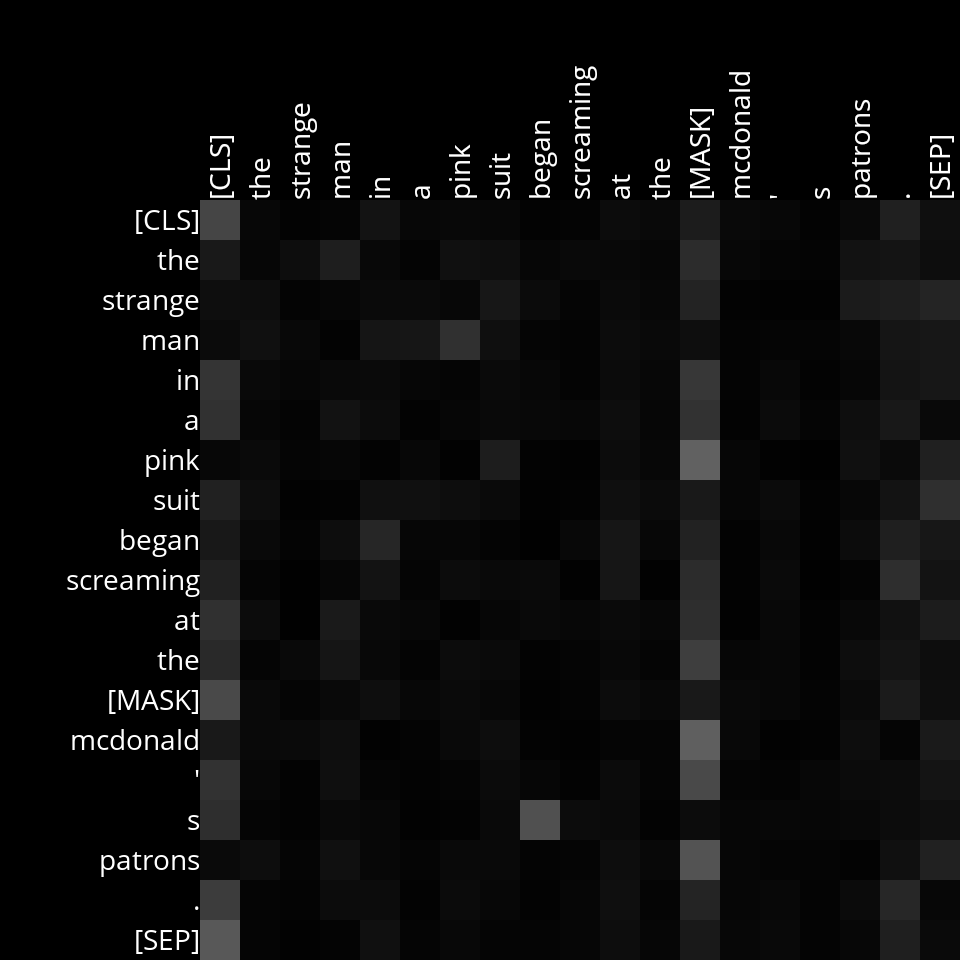 [CLS] the strange man in a pink suit began screaming at the [MASK] mcdonald ' s patrons . [SEP]
[CLS]
the
strange
man
in
a
pink
suit
began
screaming
at
the
[MASK]
mcdonald
'
s
patrons
.
[SEP]